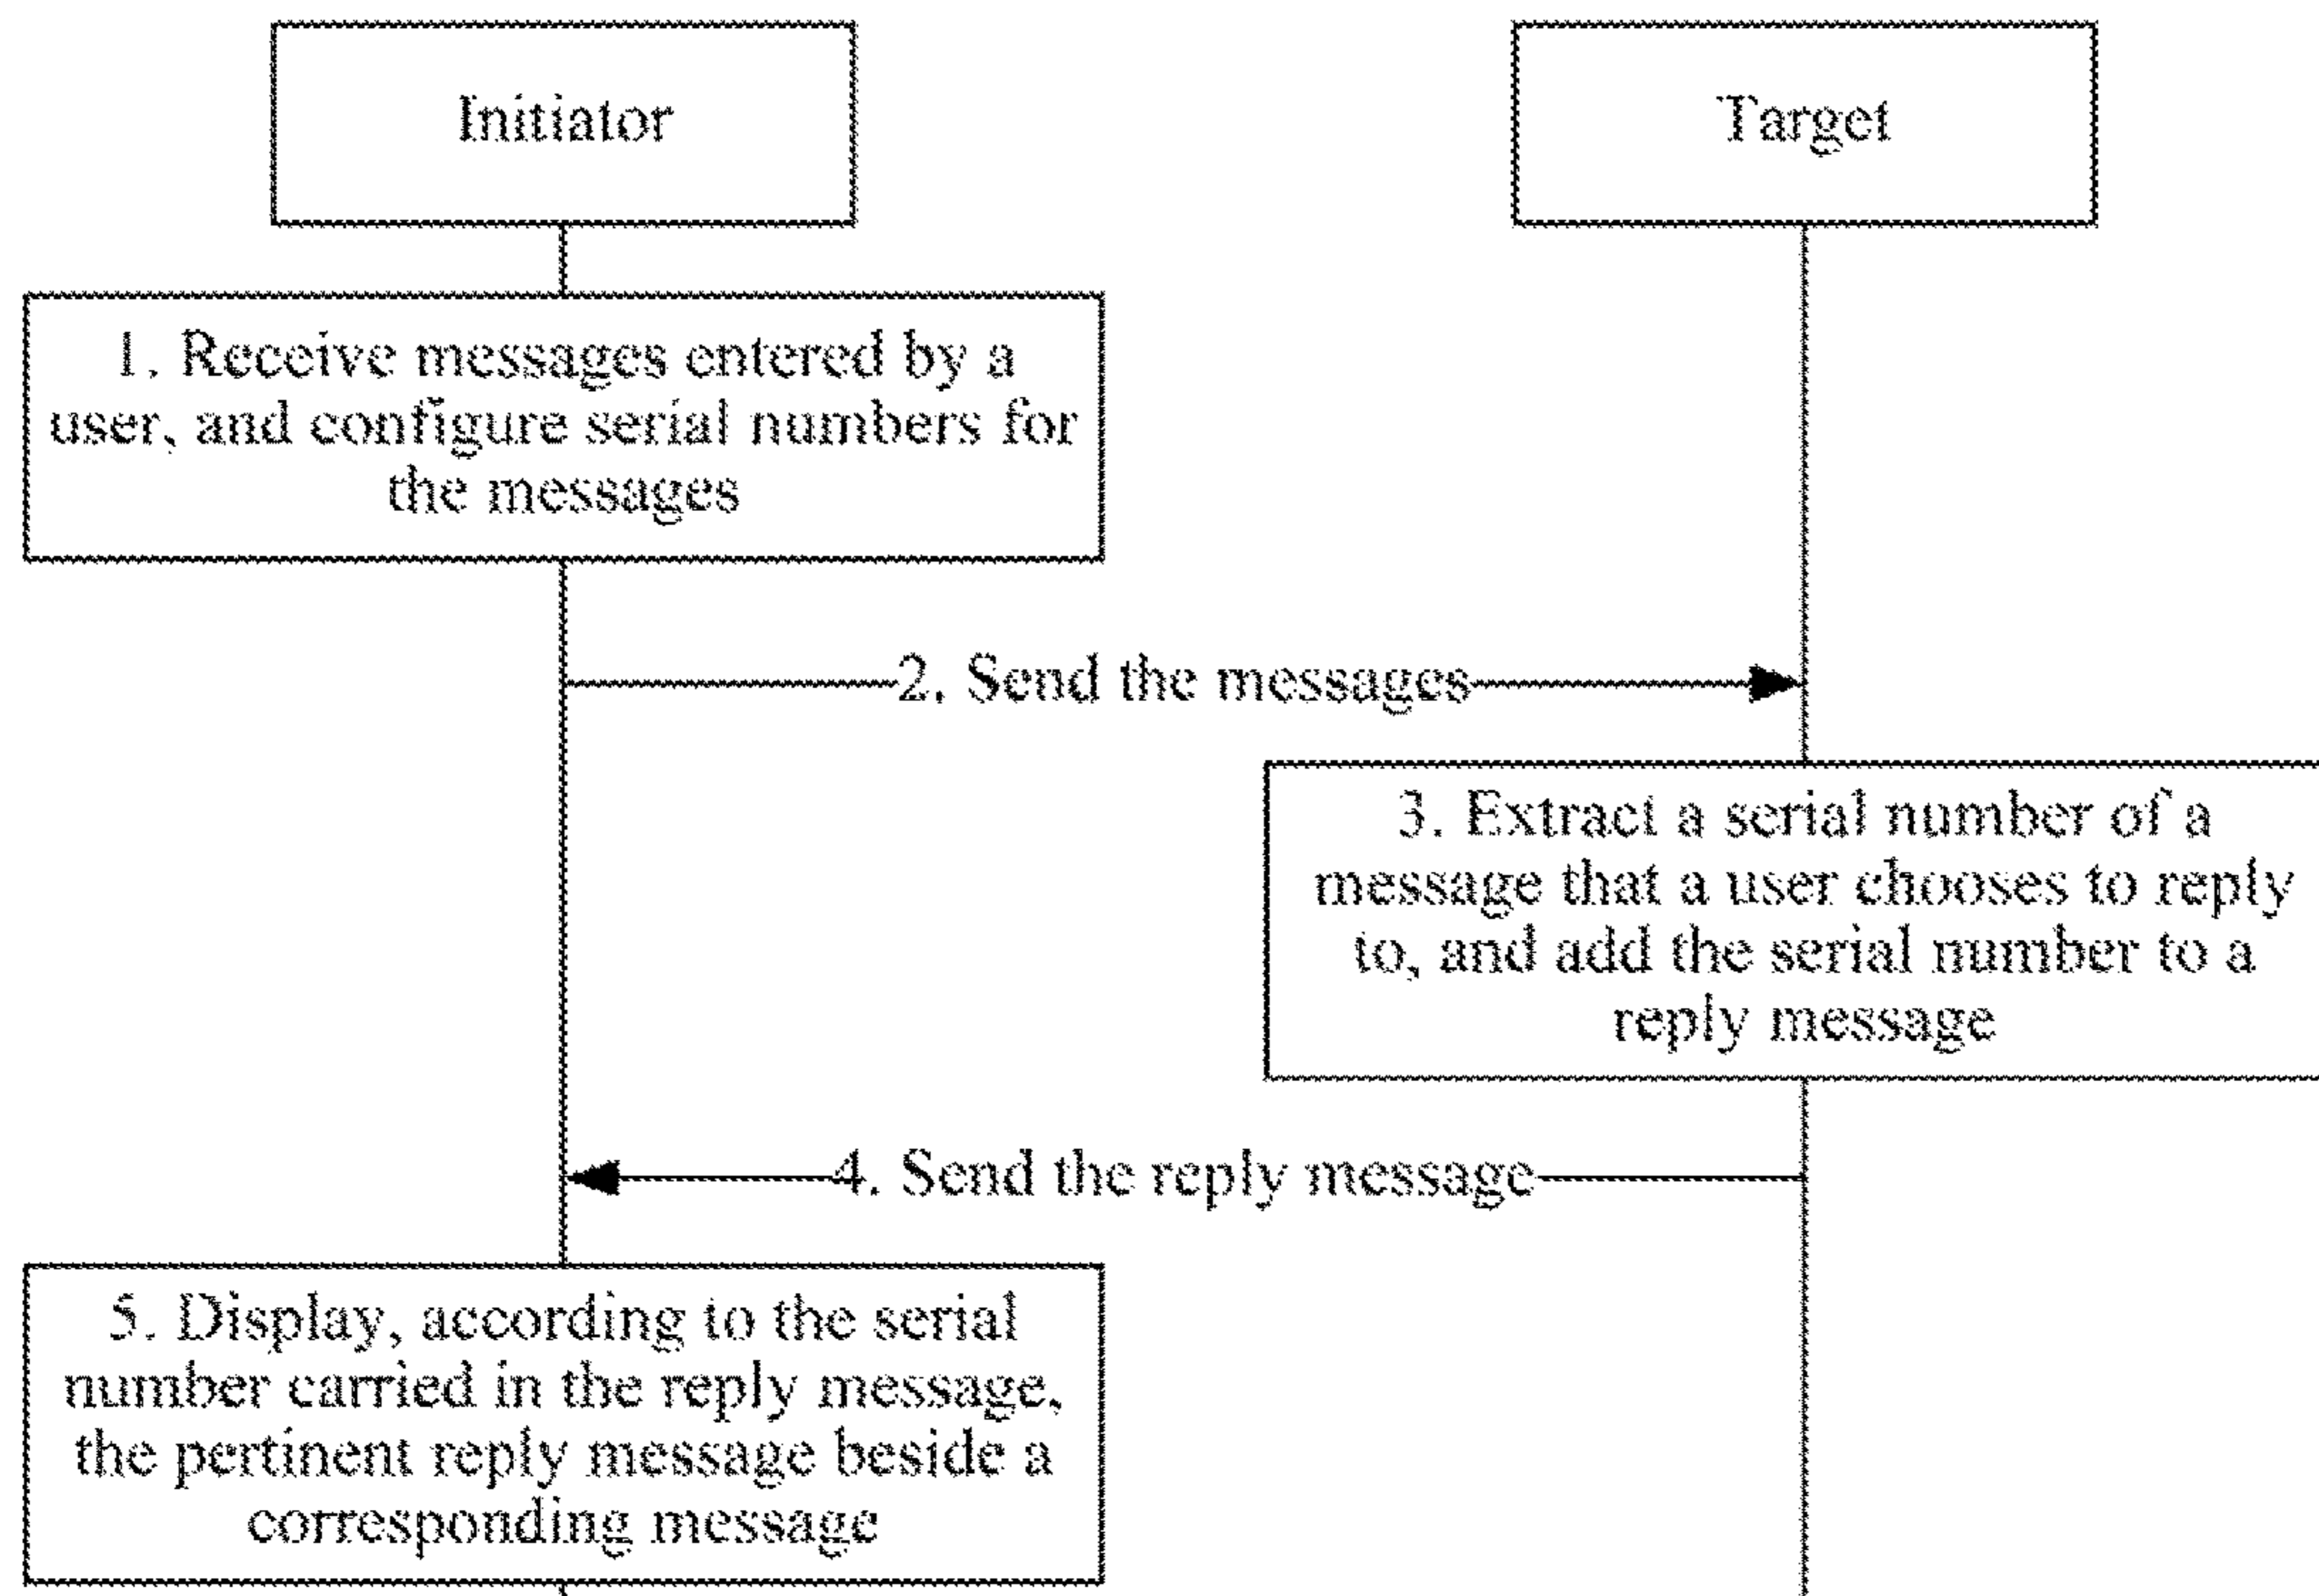 Initiator
Target
1. Receive messages entered by a
user, and configure serial numbers for
the messages
2. Send the messages
3. Extract a serial number of a
message that a user chooses to reply
to, and add the serial number to a
reply message
4. Send the reply message
5. Display, according to the serial
number carried in the reply message,
the pertinent reply message beside a
corresponding message